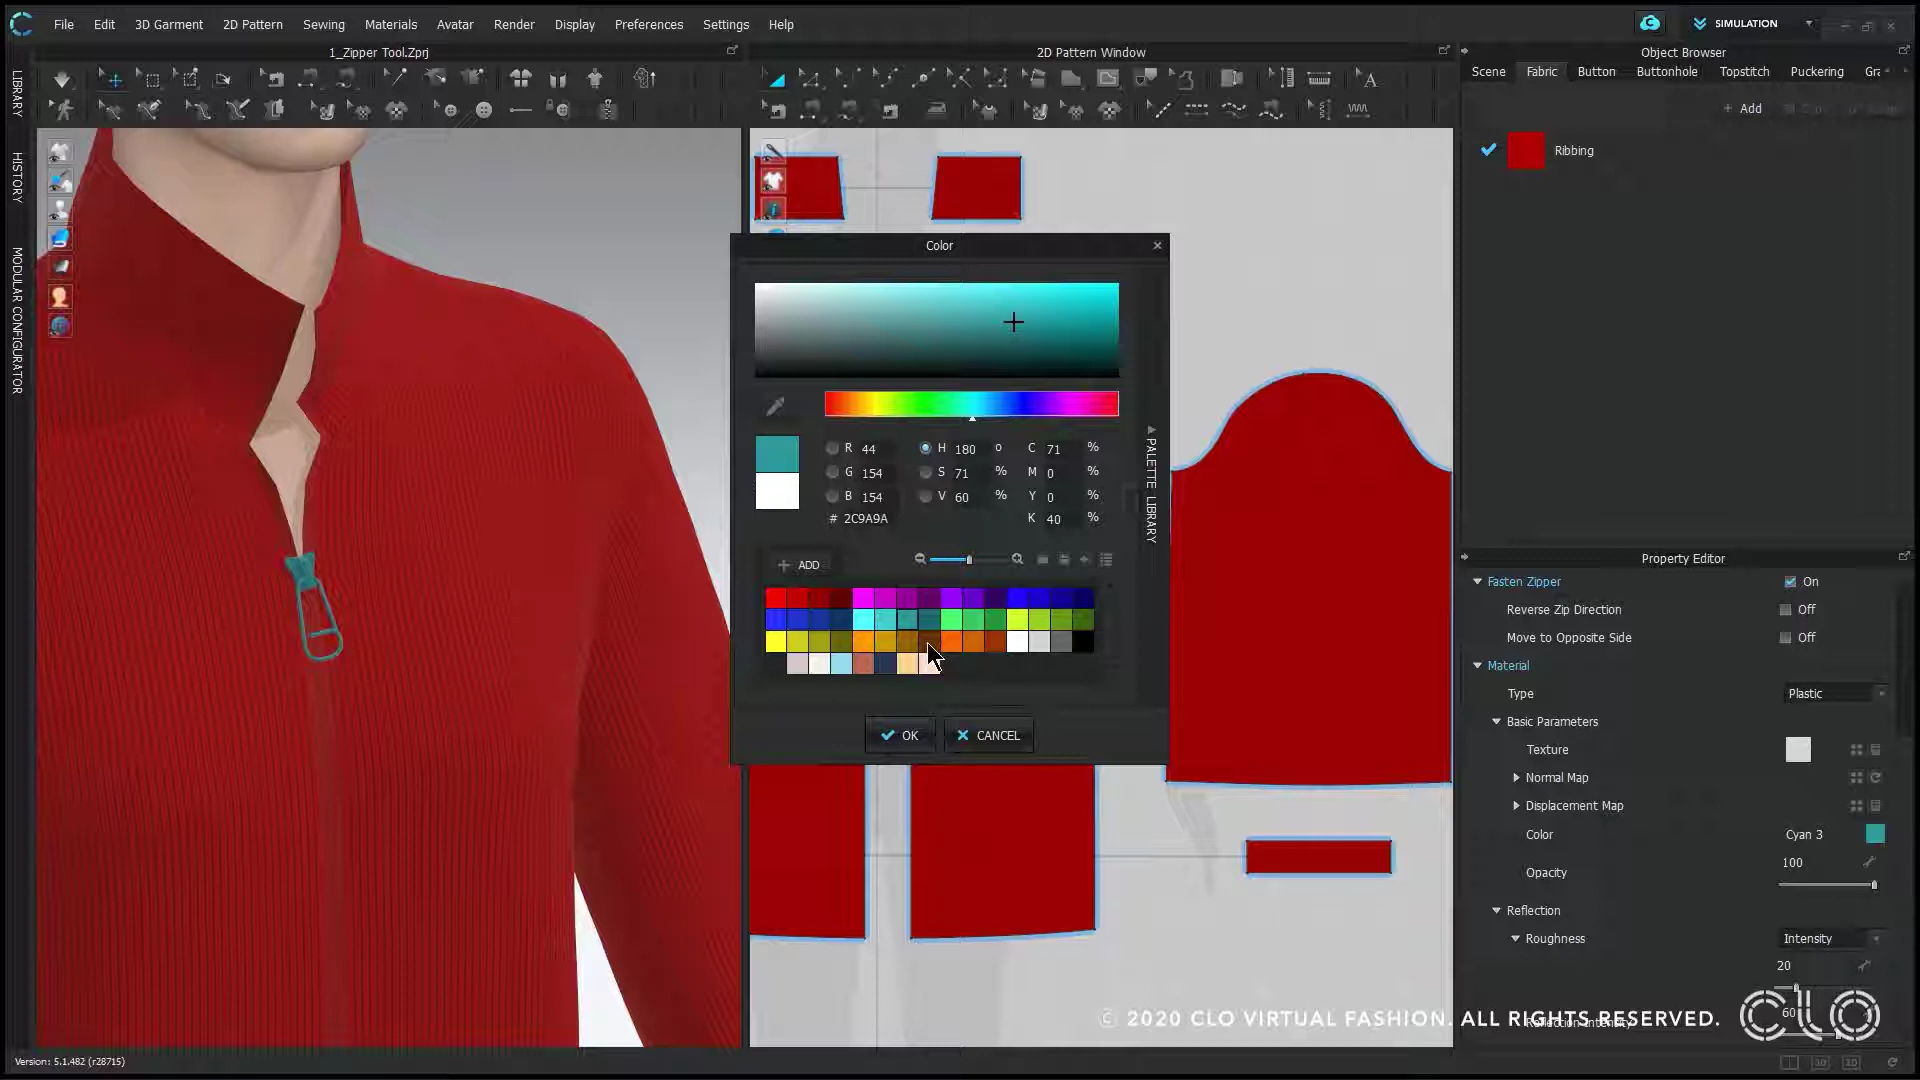 File Edit 3D Garment 2D Pattern Sewing Materials Avatar Render Display Preferences Settings Help
SIMULATION
1_Zipper Tool.Zprj
2D Pattern Window
Object Browser
Scene Fabric Button Buttonhole Topstitch Puckering Gra
+ Add
Ribbing
LIBRARY
HISTORY
MODULAR CONFIGURATOR
Color
R 44 H 180 o C 71 %
G 154 S 71 % M 0 %
B 154 V 60 % Y 0 %
# 2C9A9A K 40 %
PALETTE LIBRARY
+ ADD
OK CANCEL
Property Editor
Fasten Zipper On
Reverse Zip Direction Off
Move to Opposite Side Off
Material
Type Plastic
Basic Parameters
Texture
Normal Map
Displacement Map
Color Cyan 3
100
Opacity
Reflection
Roughness Intensity
20
60
Reflection Intensity
© 2020 CLO VIRTUAL FASHION. ALL RIGHTS RESERVED. CLO
Version: 5.1.482 (r28715)